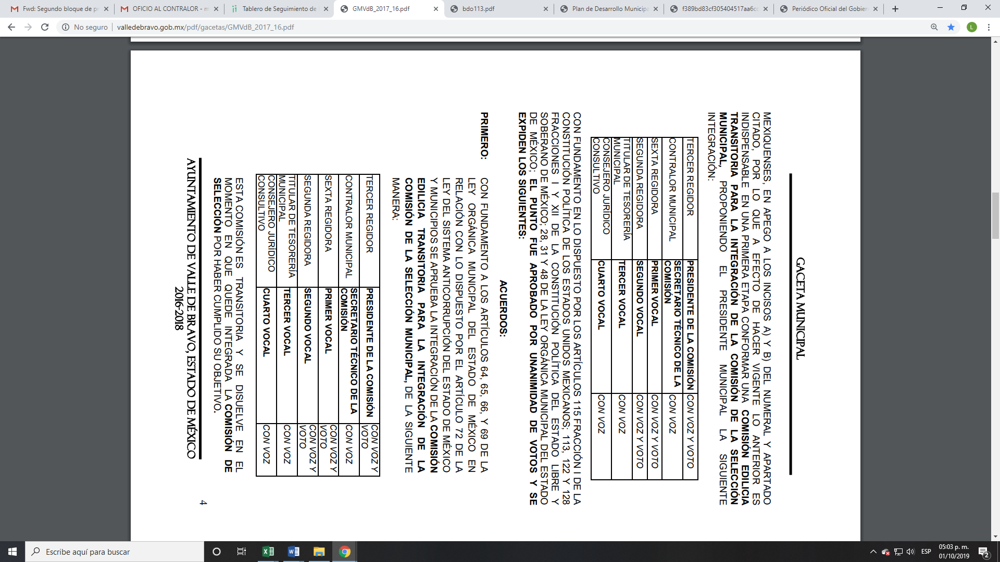 Fwd: Segundo bloque de pr
OFICIO AL CONTRALOR - m
Tablero de Seguimiento de
GMVdB_2017_16.pdf
bdo113.pdf
Plan de Desarrollo Municipa
f389bd83cf305404517aa6c
Periódico Oficial del Gobier
No seguro
valledebravo.gob.mx/pdf/gacetas/GMVdB_2017_16.pdf
L
GACETA MUNICIPAL
MEXIQUENSES, EN APEGO A LOS INCISOS A) Y B) DEL NUMERAL Y APARTADO
CITADO, POR LO QUE A EFECTO DE HACER VIGENTE LO ANTERIOR ES
INDISPENSABLE EN UNA PRIMERA ETAPA CONFORMAR UNA COMISIÓN EDILICIA
TRANSITORIA PARA LA INTEGRACIÓN DE LA COMISIÓN DE LA SELECCIÓN
MUNICIPAL, PROPONIENDO EL PRESIDENTE MUNICIPAL LA SIGUIENTE
INTEGRACIÓN:
TERCER REGIDOR PRESIDENTE DE LA COMISIÓN CON VOZ Y VOTO
CONTRALOR MUNICIPAL SECRETARIO TÉCNICO DE LA CON VOZ
COMISIÓN
SEXTA REGIDORA PRIMER VOCAL CON VOZ Y VOTO
SEGUNDA REGIDORA SEGUNDO VOCAL CON VOZ Y VOTO
TITULAR DE TESORERÍA TERCER VOCAL CON VOZ
MUNICIPAL
CONSEJERO JURÍDICO CUARTO VOCAL CON VOZ
CONSULTIVO
CON FUNDAMENTO EN LO DISPUESTO POR LOS ARTÍCULOS 115 FRACCIÓN I DE LA
CONSTITUCIÓN POLÍTICA DE LOS ESTADOS UNIDOS MEXICANOS; 113, 122 Y 128
FRACCIONES I Y XII DE LA CONSTITUCIÓN POLÍTICA DEL ESTADO LIBRE Y
SOBERANO DE MÉXICO; 28, 31 Y 48 DE LA LEY ORGÁNICA MUNICIPAL DEL ESTADO
DE MÉXICO; EL PUNTO FUE APROBADO POR UNANIMIDAD DE VOTOS Y SE
EXPIDEN LOS SIGUIENTES:
ACUERDOS:
PRIMERO: CON FUNDAMENTO A LOS ARTÍCULOS 64, 65, 66, Y 69 DE LA
LEY ORGÁNICA MUNICIPAL DEL ESTADO DE MÉXICO EN
RELACIÓN CON LO DISPUESTO POR EL ARTÍCULO 72 DE LA
LEY DEL SISTEMA ANTICORRUPCIÓN DEL ESTADO DE MÉXICO
Y MUNICIPIOS SE APRUEBA LA INTEGRACIÓN DE LA COMISIÓN
EDILICIA TRANSITORIA PARA LA INTEGRACIÓN DE LA
COMISIÓN DE LA SELECCIÓN MUNICIPAL, DE LA SIGUIENTE
MANERA:
TERCER REGIDOR PRESIDENTE DE LA COMISIÓN CON VOZ Y
VOTO
CONTRALOR MUNICIPAL SECRETARIO TÉCNICO DE LA CON VOZ
COMISIÓN
SEXTA REGIDORA PRIMER VOCAL CON VOZ Y
VOTO
SEGUNDA REGIDORA SEGUNDO VOCAL CON VOZ Y
VOTO
TITULAR DE TESORERÍA TERCER VOCAL CON VOZ
MUNICIPAL
CONSEJERO JURÍDICO CUARTO VOCAL CON VOZ
CONSULTIVO
ESTA COMISIÓN ES TRANSITORIA Y SE DISUELVE EN EL
MOMENTO EN QUE QUEDE INTEGRADA LA COMISIÓN DE
SELECCIÓN POR HABER CUMPLIDO SU OBJETIVO.
4
AYUNTAMIENTO DE VALLE DE BRAVO, ESTADO DE MÉXICO
2016-2018
Escribe aquí para buscar
ESP
05:03 p. m.
01/10/2019
2